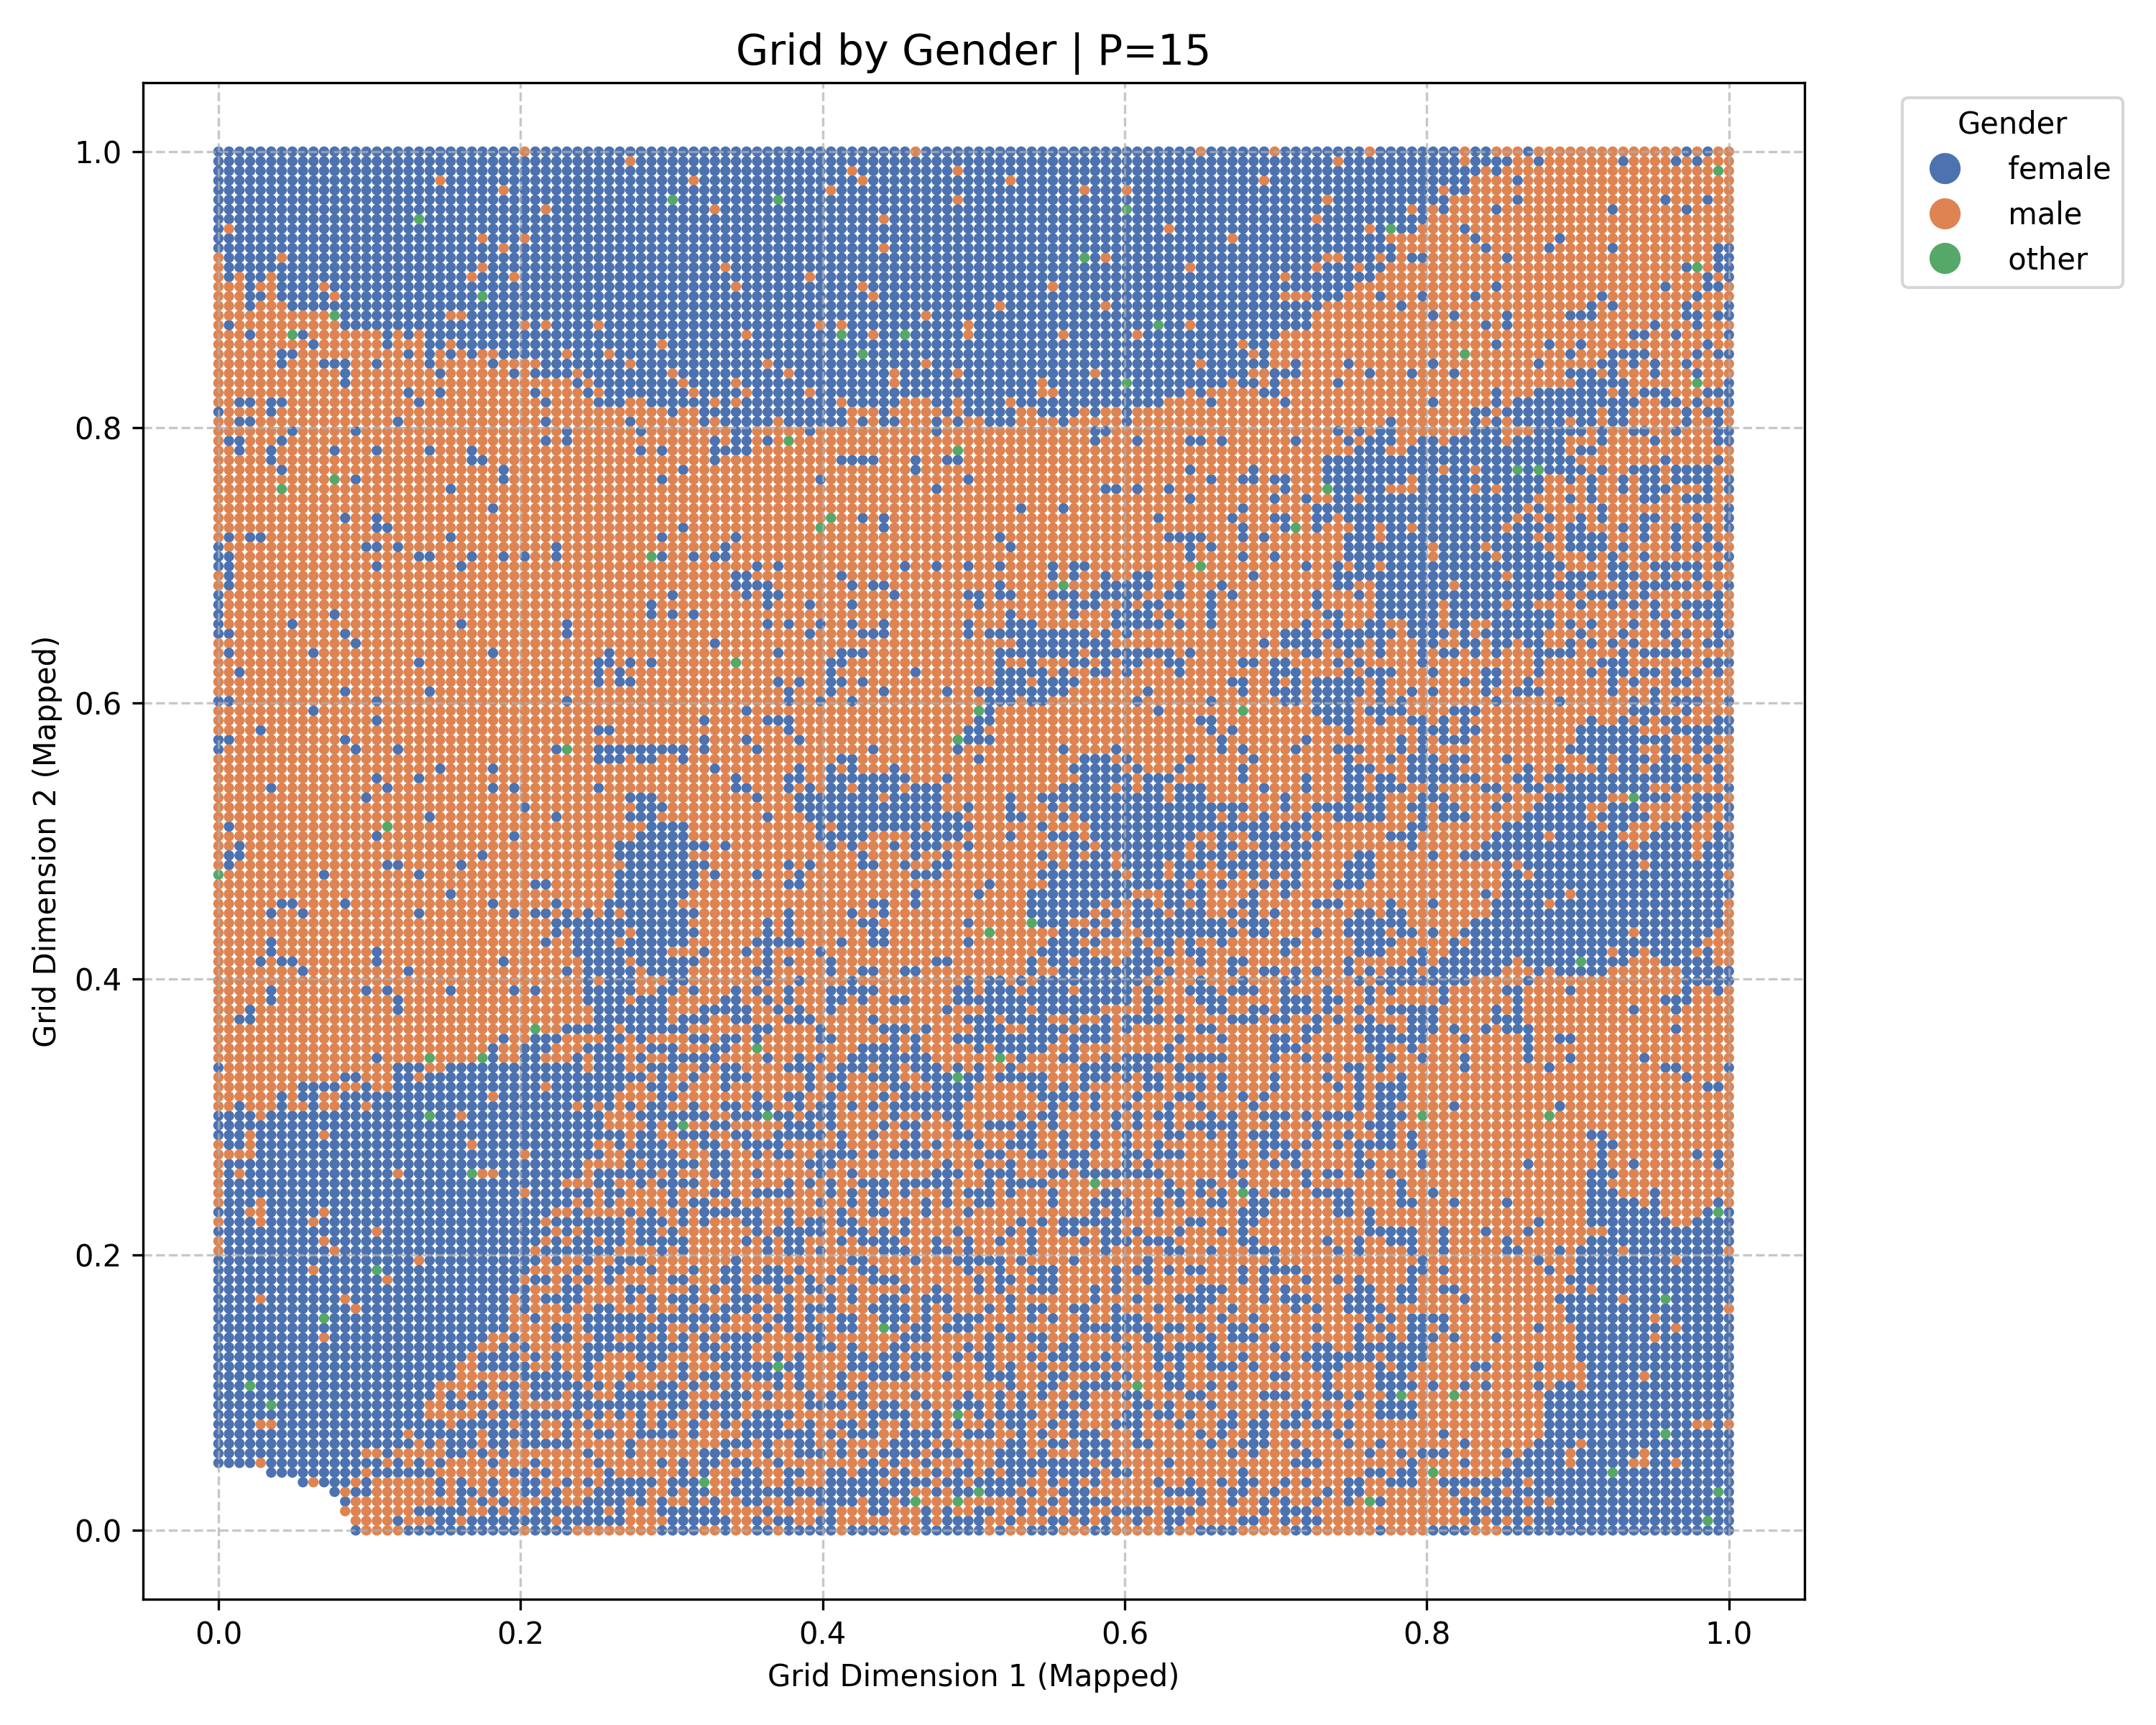 Grid by Gender | P=15
Gender
female
male
other
1.0
0.8
0.6
0.4
0.2
0.0
Grid Dimension 2 (Mapped)
0.0 0.2 0.4 0.6 0.8 1.0
Grid Dimension 1 (Mapped)